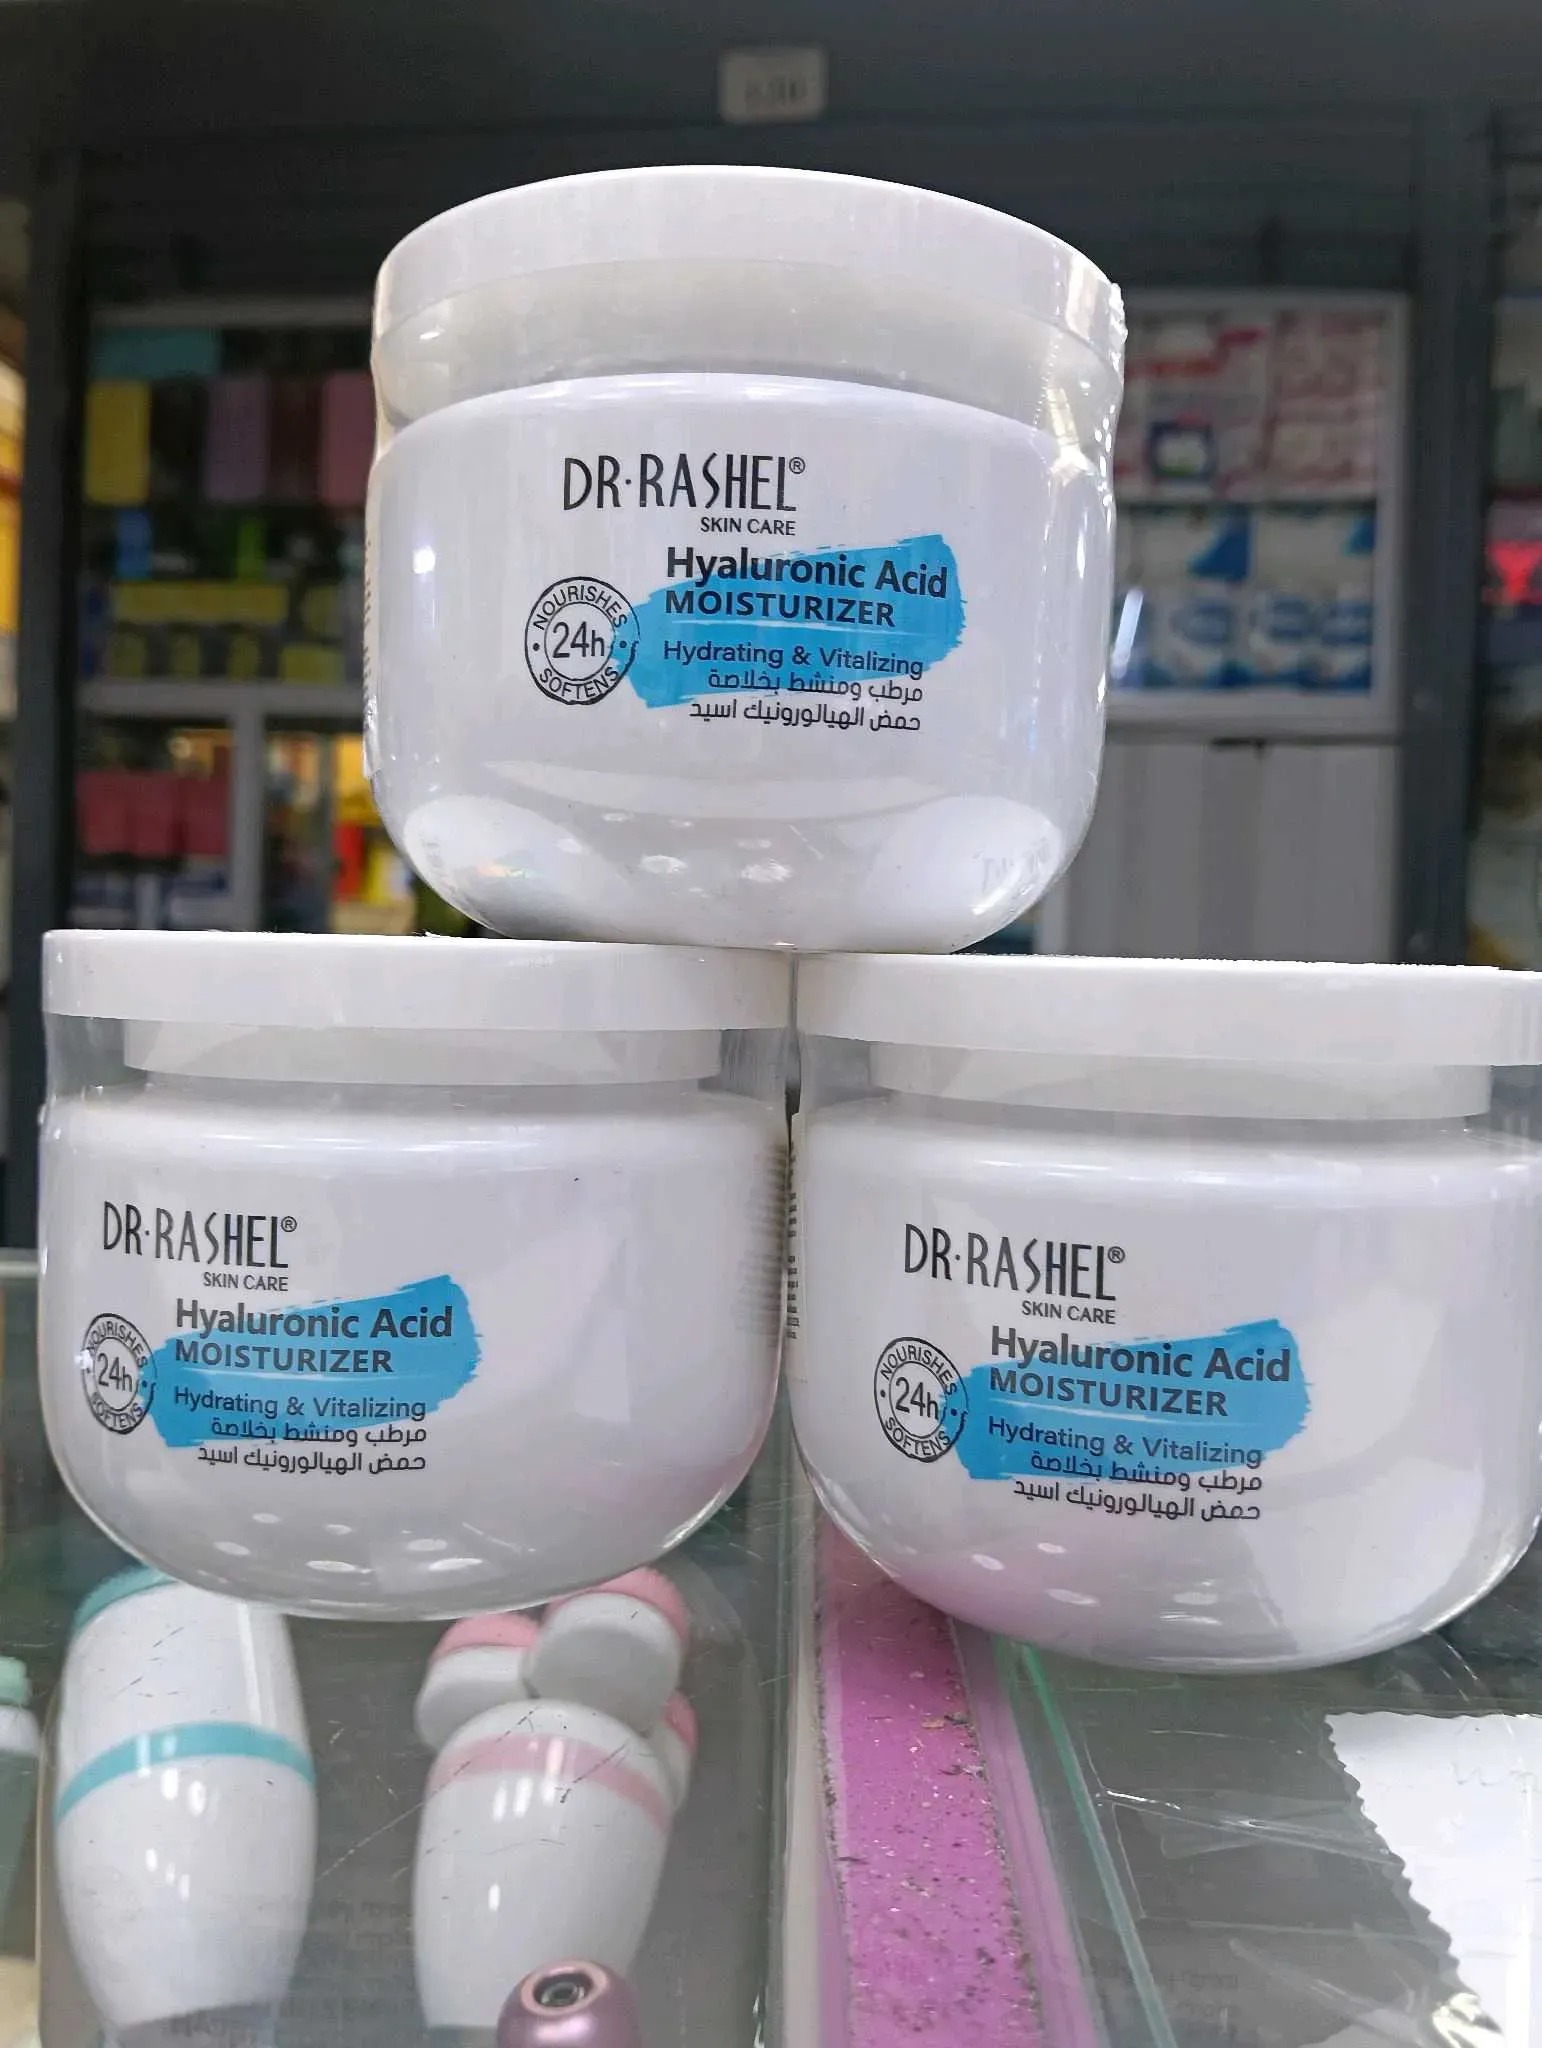 DR·RASHEL®
SKIN CARE
Hyaluronic Acid
MOISTURIZER
NOURISHES
24h
SOFTENS
Hydrating & Vitalizing
مرطب ومنشط بخلاصة
حمض الهيالورونيك اسيد
DR·RASHEL®
SKIN CARE
Hyaluronic Acid
MOISTURIZER
NOURISHES
24h
SOFTENS
Hydrating & Vitalizing
مرطب ومنشط بخلاصة
حمض الهيالورونيك اسيد
DR·RASHEL®
SKIN CARE
Hyaluronic Acid
MOISTURIZER
NOURISHES
24h
SOFTENS
Hydrating & Vitalizing
مرطب ومنشط بخلاصة
حمض الهيالورونيك اسيد